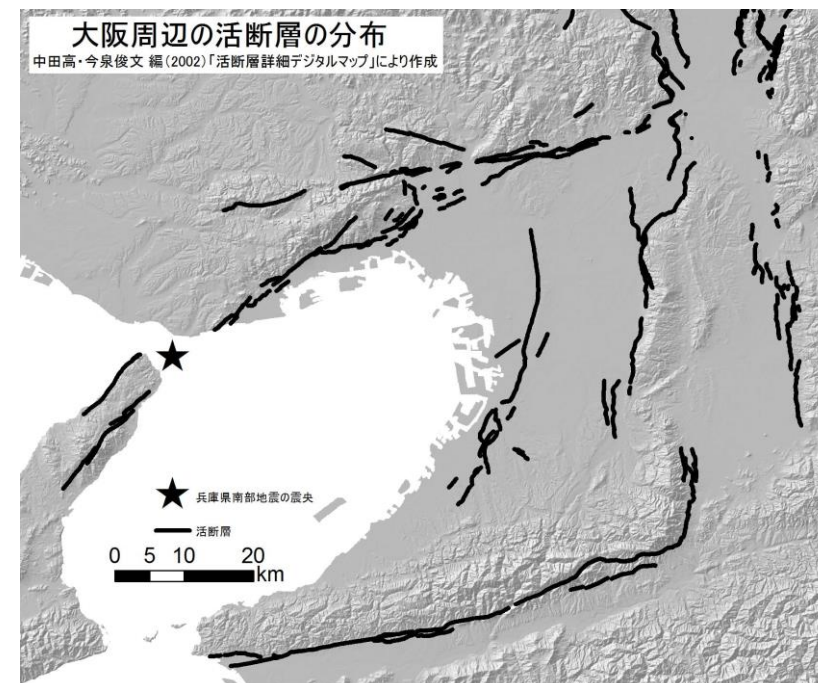 大阪周辺の活断層の分布
中田高・今泉俊文 編(2002)「活断層詳細デジタルマップ」により作成
兵庫県南部地震の震央
活断層
0 5 10 20
km